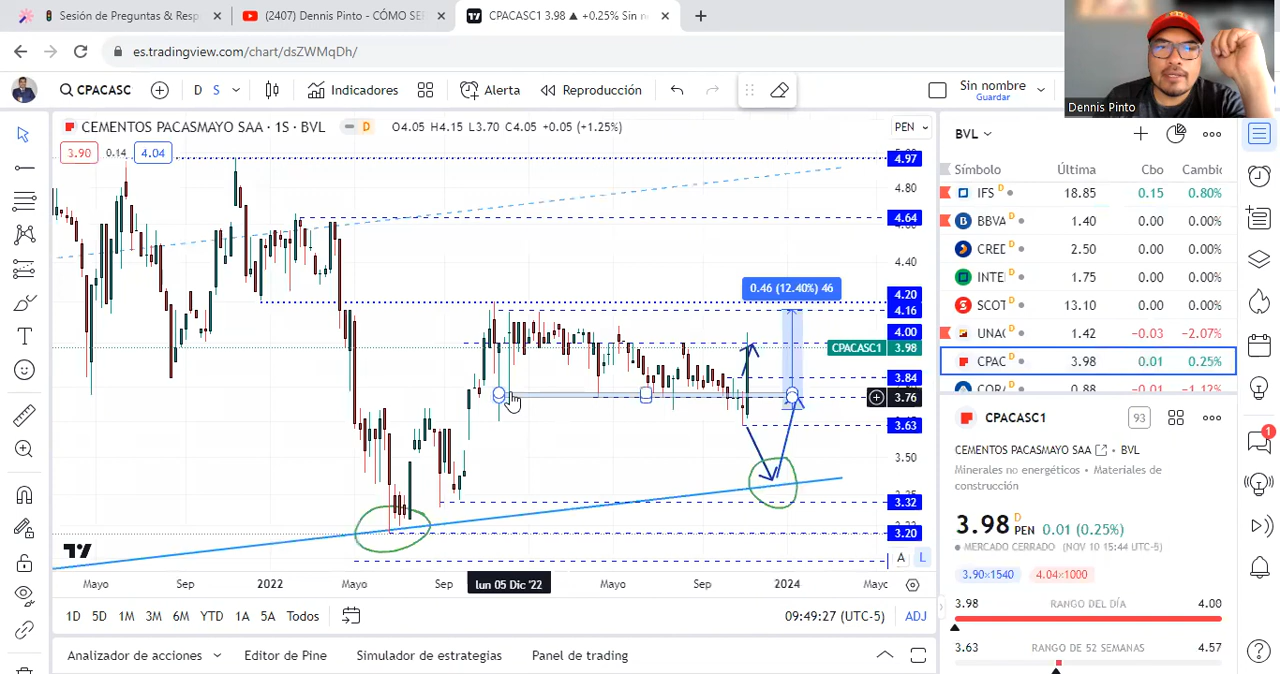 Sesión de Preguntas & Resp
(2407) Dennis Pinto - CÓMO SER
CPACASC1 3.98 ▲ +0.25% Sin n
es.tradingview.com/chart/dsZWMqDh/
CPACASC
D S
Indicadores
Alerta
Reproducción
Sin nombre
Guardar
Dennis Pinto
CEMENTOS PACASMAYO SAA · 1S · BVL
D
O4.05 H4.15 L3.70 C4.05 +0.05 (+1.25%)
PEN
3.90 0.14 4.04
4.97
4.80
4.64
4.40
0.46 (12.40%) 46
4.20
4.16
4.00
CPACASC1 3.98
3.84
3.76
3.63
3.50
3.32
3.20
A L
Mayo Sep 2022 Mayo Sep lun 05 Dic '22 Mayo Sep 2024 Mayo
1D 5D 1M 3M 6M YTD 1A 5A Todos
09:49:27 (UTC-5) ADJ
Analizador de acciones Editor de Pine Simulador de estrategias Panel de trading
BVL
Símbolo Última Cbo Cambic
IFS D 18.85 0.15 0.80%
BBVA D 1.40 0.00 0.00%
CRED D 2.50 0.00 0.00%
INTE D 1.75 0.00 0.00%
SCOT D 13.10 0.00 0.00%
UNAC D 1.42 −0.03 −2.07%
CPAC D 3.98 0.01 0.25%
0.88 −0.01 −1.12%
CPACASC1
93
CEMENTOS PACASMAYO SAA · BVL
Minerales no energéticos • Materiales de
construcción
3.98 D PEN 0.01 (0.25%)
MERCADO CERRADO (NOV 10 15:44 UTC-5)
3.90×1540 4.04×1000
3.98 RANGO DEL DÍA 4.00
3.63 RANGO DE 52 SEMANAS 4.57
1